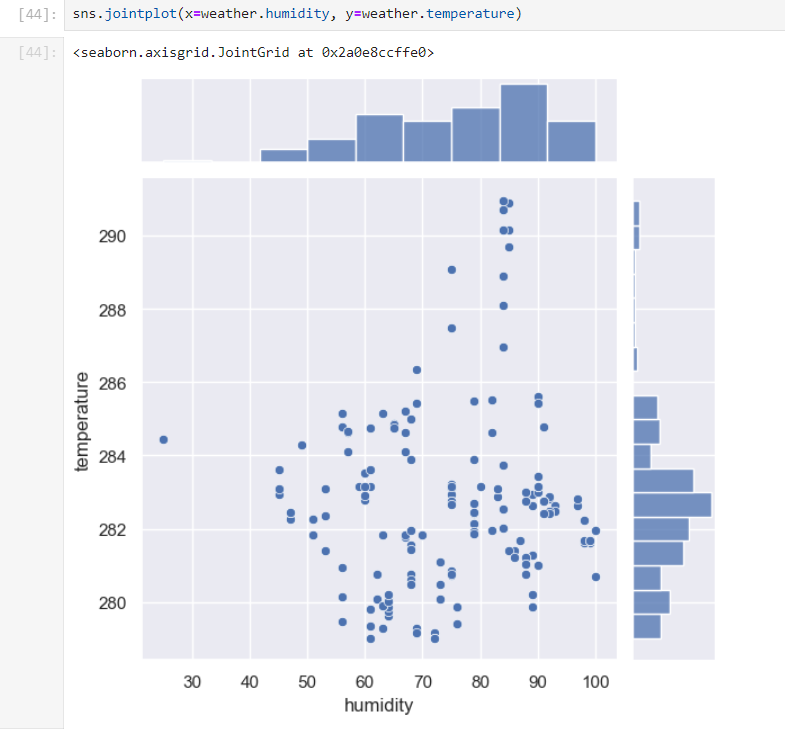 [44]: sns.jointplot(x=weather.humidity, y=weather.temperature)
[44]: <seaborn.axisgrid.JointGrid at 0x2a0e8ccffe0>
290
288
286
284
282
280
temperature
30 40 50 60 70 80 90 100
humidity